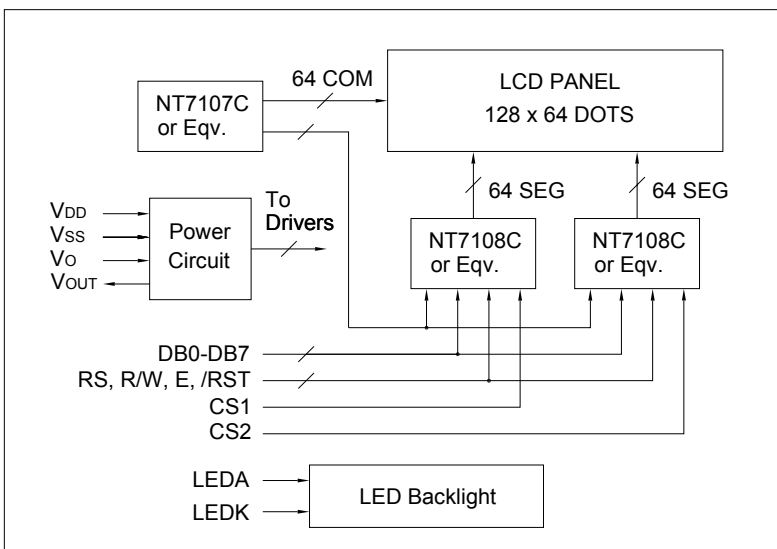 64 COM
NT7107C
or Eqv.
LCD PANEL
128 x 64 DOTS
64 SEG
64 SEG
VDD
VSS
VO
VOUT
Power
Circuit
To
Drivers
NT7108C
or Eqv.
NT7108C
or Eqv.
DB0-DB7
RS, R/W, E, /RST
CS1
CS2
LEDA
LEDK
LED Backlight